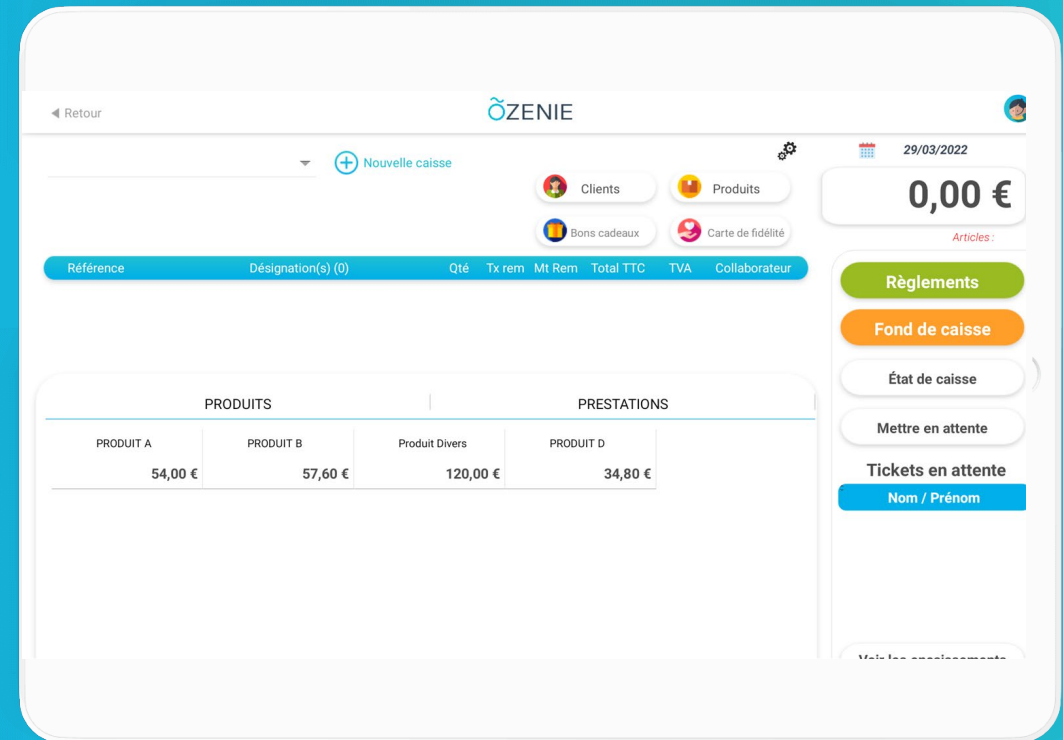 ◀ Retour
ÕZENIE
Nouvelle caisse
29/03/2022
Clients
Produits
0,00 €
Bons cadeaux
Carte de fidélité
Articles :
Référence Désignation(s) (0) Qté Tx rem Mt Rem Total TTC TVA Collaborateur
Règlements
Fond de caisse
État de caisse
PRODUITS
PRESTATIONS
Mettre en attente
PRODUIT A PRODUIT B Produit Divers PRODUIT D
54,00 € 57,60 € 120,00 € 34,80 €
Tickets en attente
Nom / Prénom
Voir les encaissements